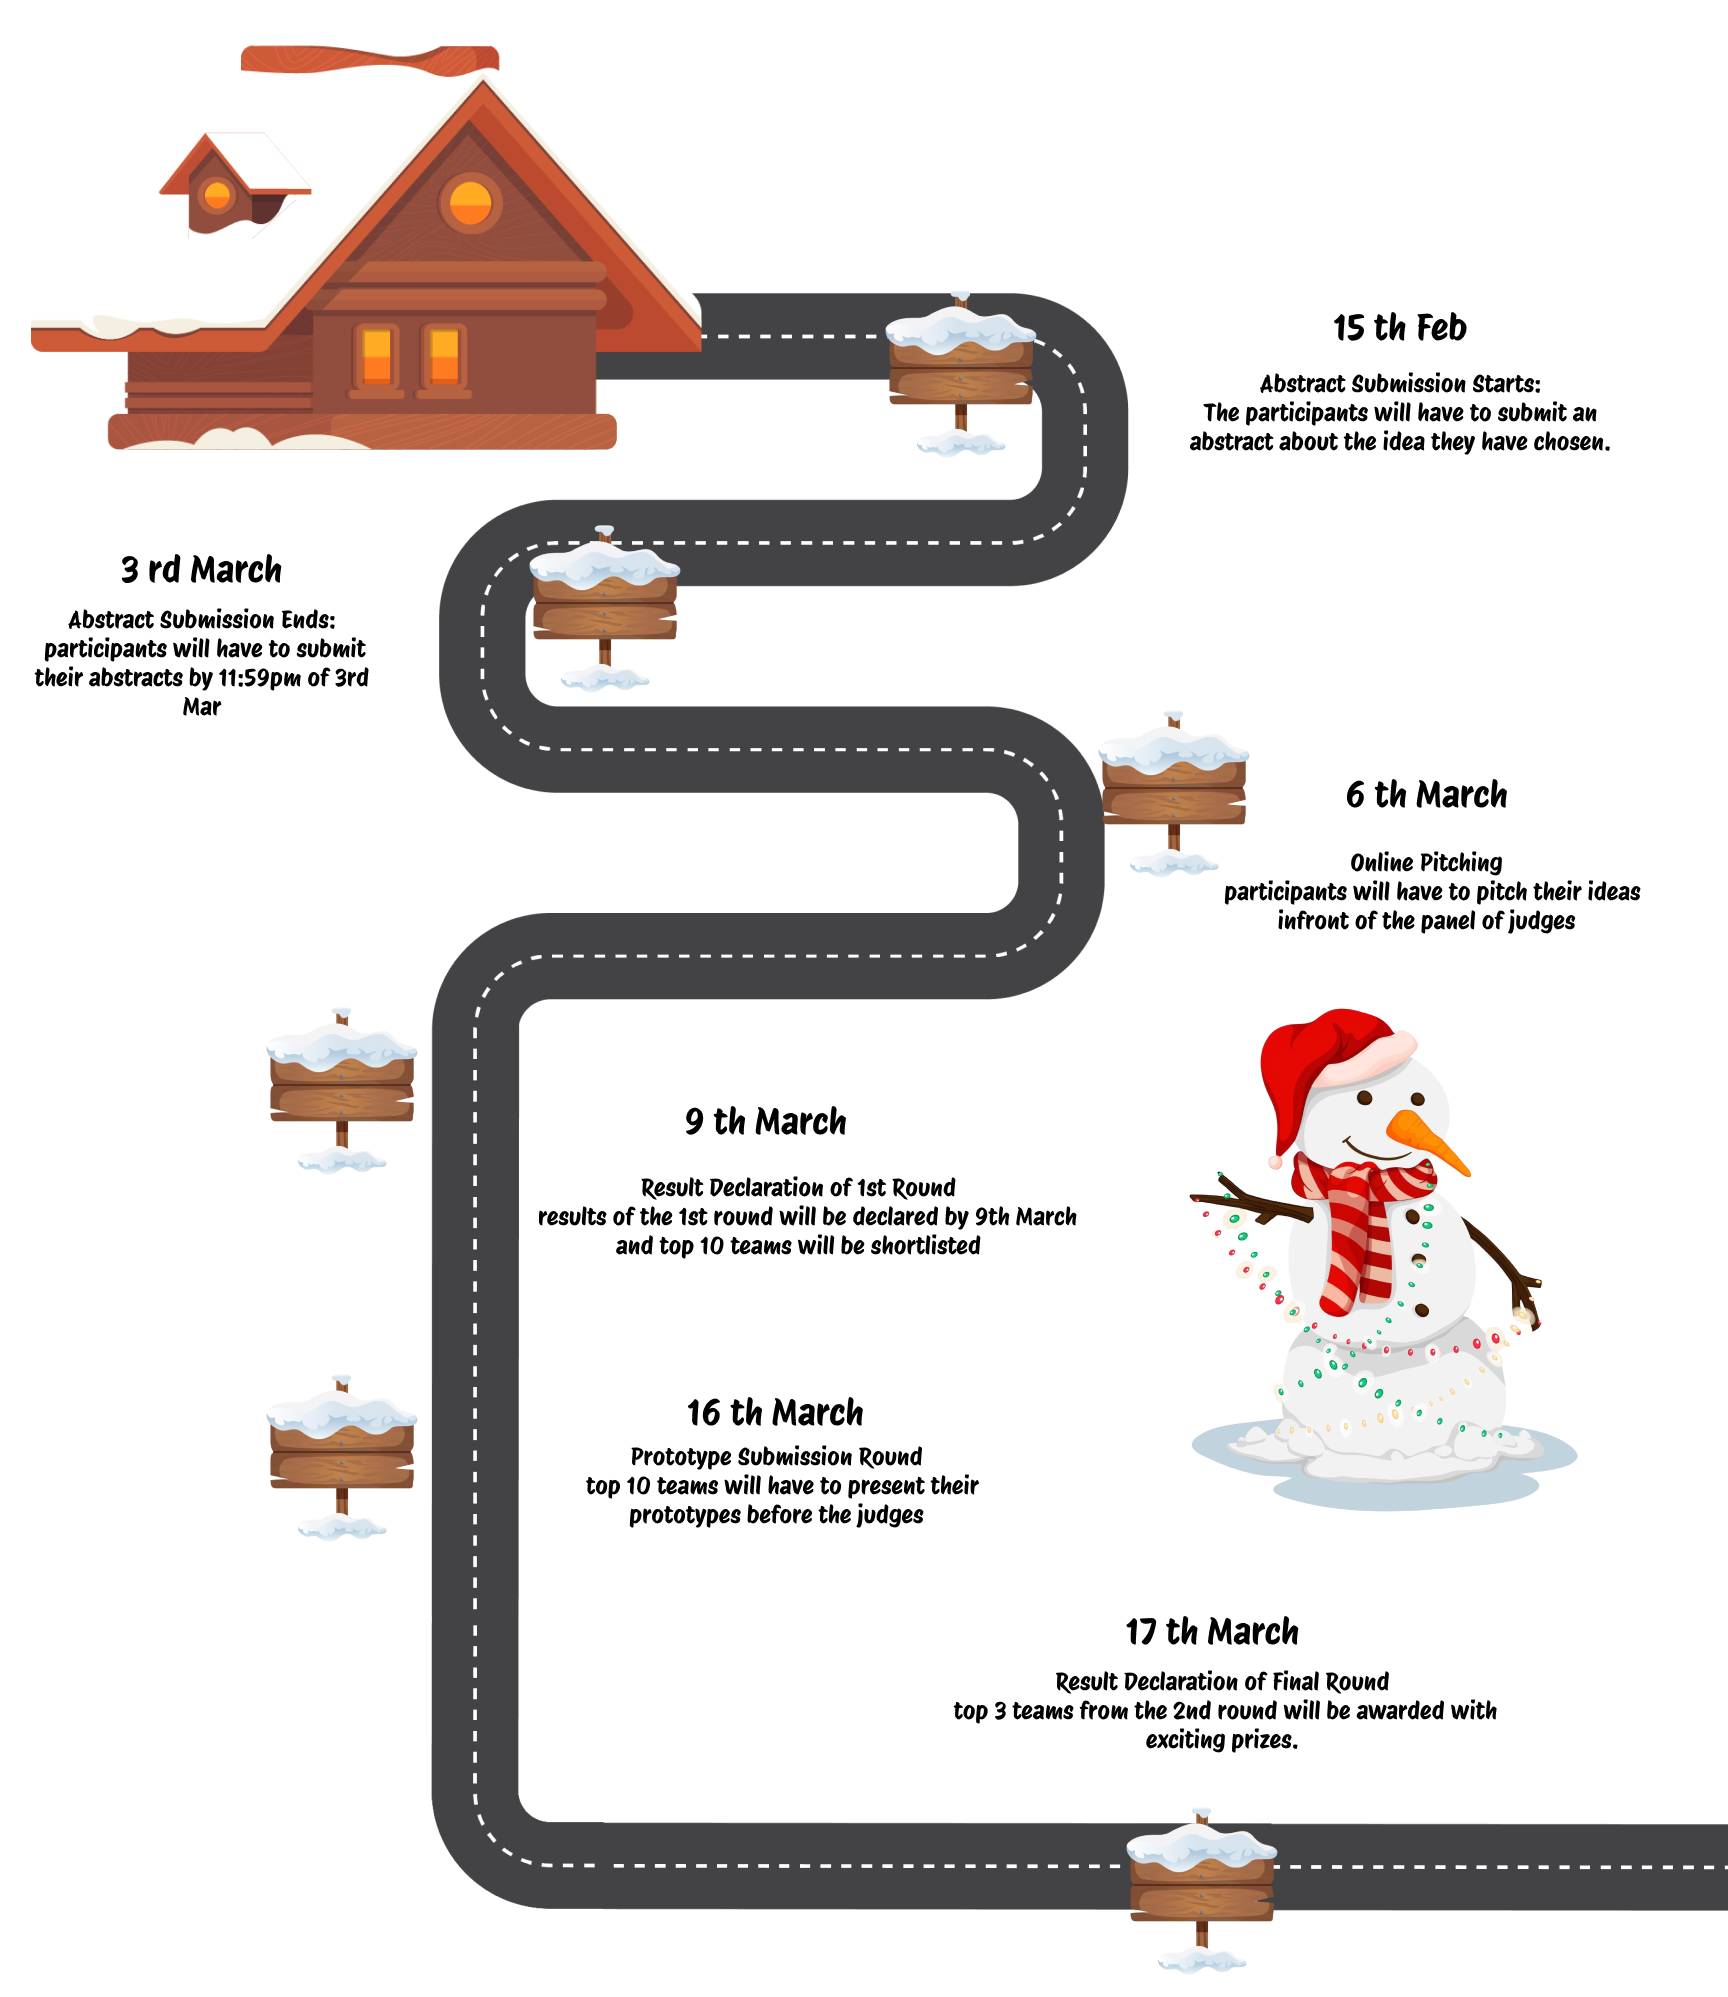 15 th Feb
Abstract Submission Starts:
The participants will have to submit an
abstract about the idea they have chosen.
3 rd March
Abstract Submission Ends:
participants will have to submit
their abstracts by 11:59pm of 3rd
Mar
6 th March
Online Pitching
participants will have to pitch their ideas
infront of the panel of judges
9 th March
Result Declaration of 1st Round
results of the 1st round will be declared by 9th March
and top 10 teams will be shortlisted
16 th March
Prototype Submission Round
top 10 teams will have to present their
prototypes before the judges
17 th March
Result Declaration of Final Round
top 3 teams from the 2nd round will be awarded with
exciting prizes.